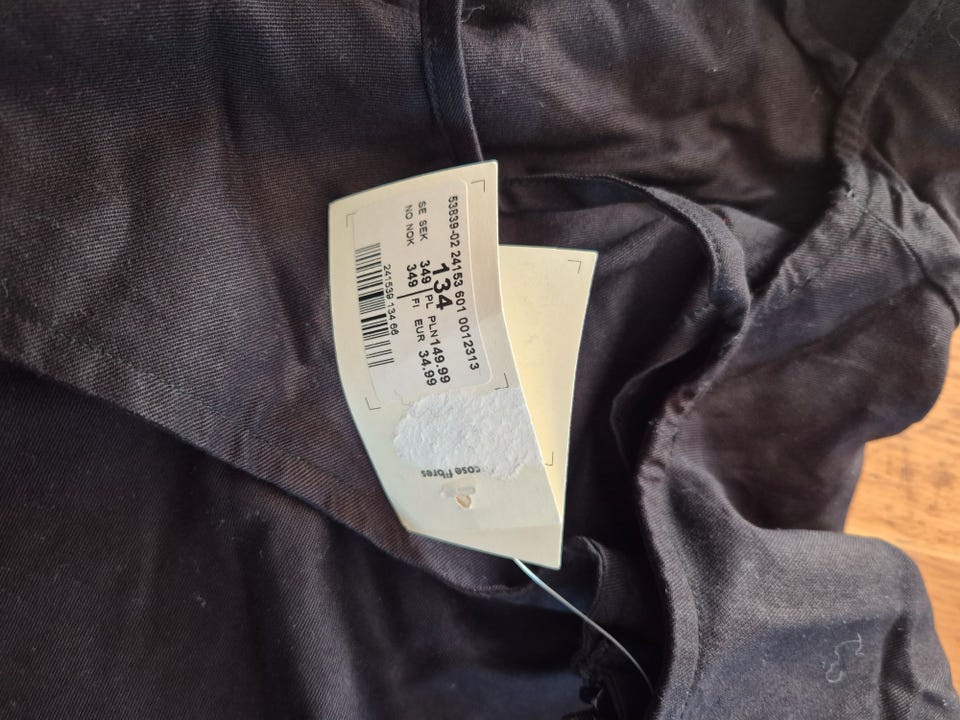 53839-02 24153 601 0012313
134
SE SEK 349 PL PLN149.99
NO NOK 349 FI EUR 34.99
241539 134 66
cose fibres